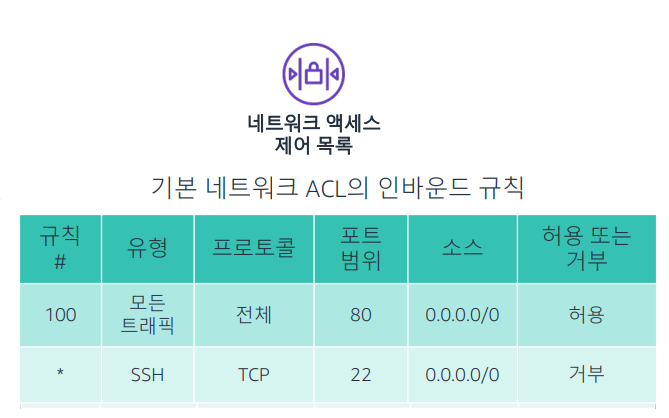 네트워크 액세스
제어 목록
기본 네트워크 ACL의 인바운드 규칙
규칙 # 유형 프로토콜 포트 범위 소스 허용 또는 거부
100 모든 트래픽 전체 80 0.0.0.0/0 허용
* SSH TCP 22 0.0.0.0/0 거부